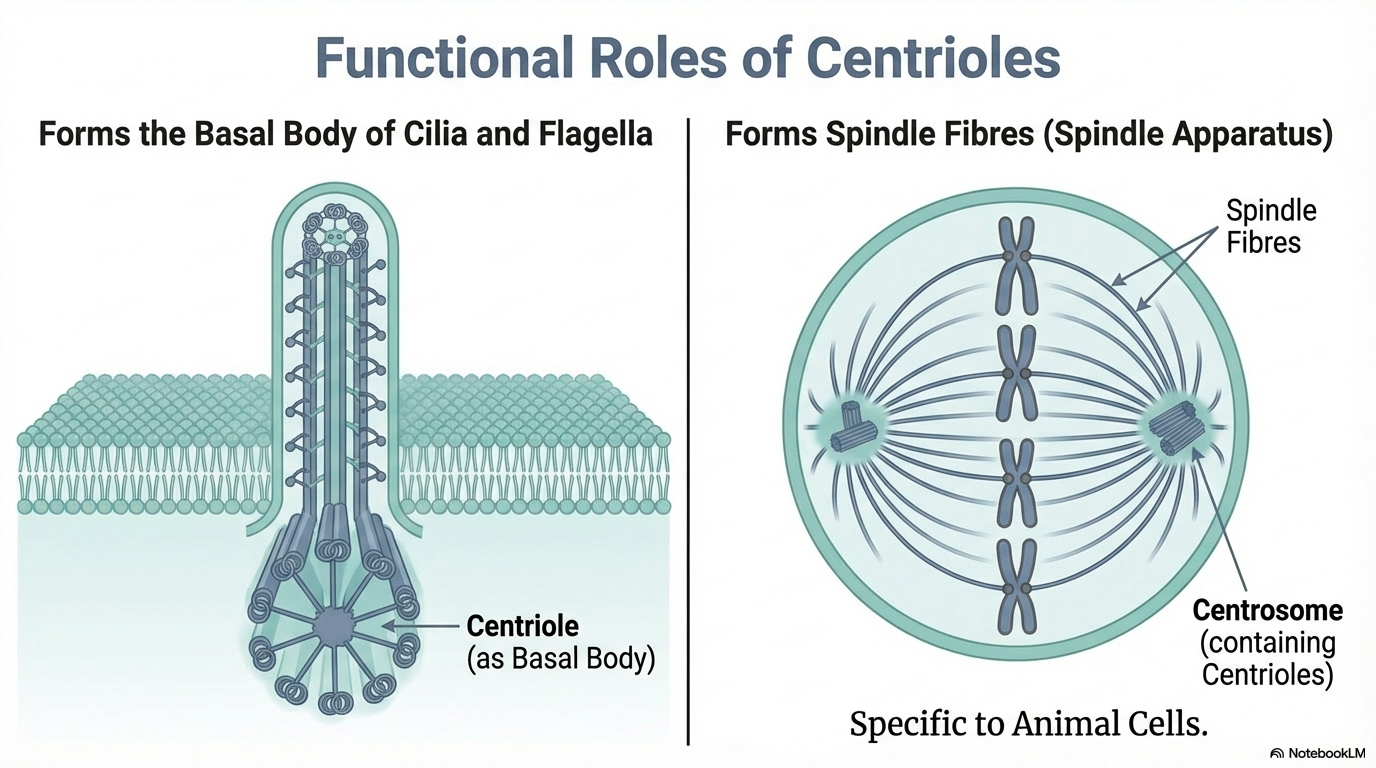 Functional Roles of Centrioles
Forms the Basal Body of Cilia and Flagella
Centriole
(as Basal Body)
Forms Spindle Fibres (Spindle Apparatus)
Spindle
Fibres
Centrosome
(containing
Centrioles)
Specific to Animal Cells.
NotebookLM